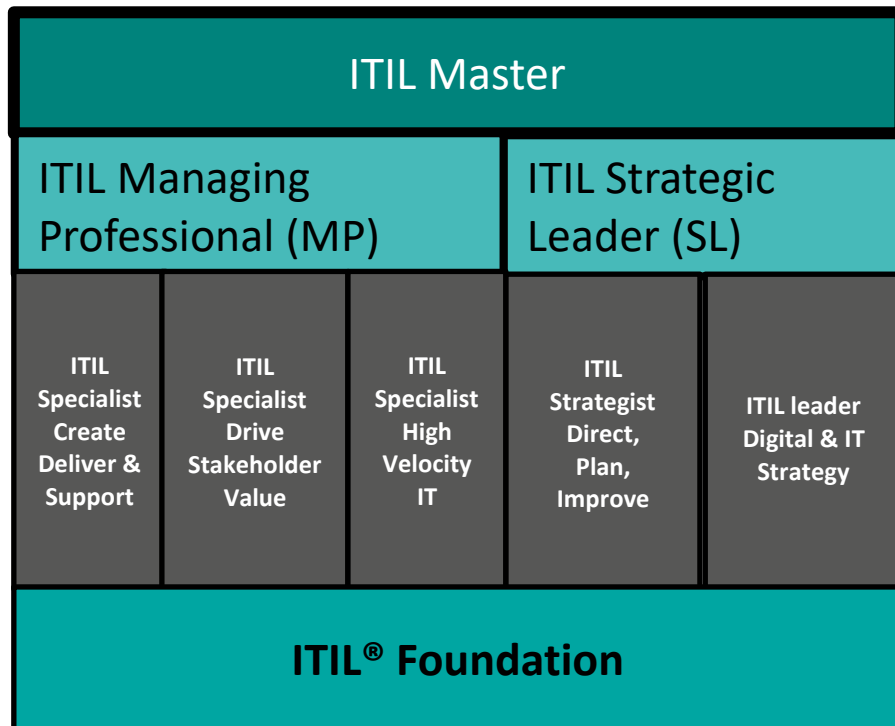 ITIL Master
ITIL Managing
Professional (MP)
ITIL Strategic
Leader (SL)
ITIL
Specialist
Create
Deliver &
Support
ITIL
Specialist
Drive
Stakeholder
Value
ITIL
Specialist
High
Velocity
IT
ITIL
Strategist
Direct,
Plan,
Improve
ITIL leader
Digital & IT
Strategy
ITIL® Foundation